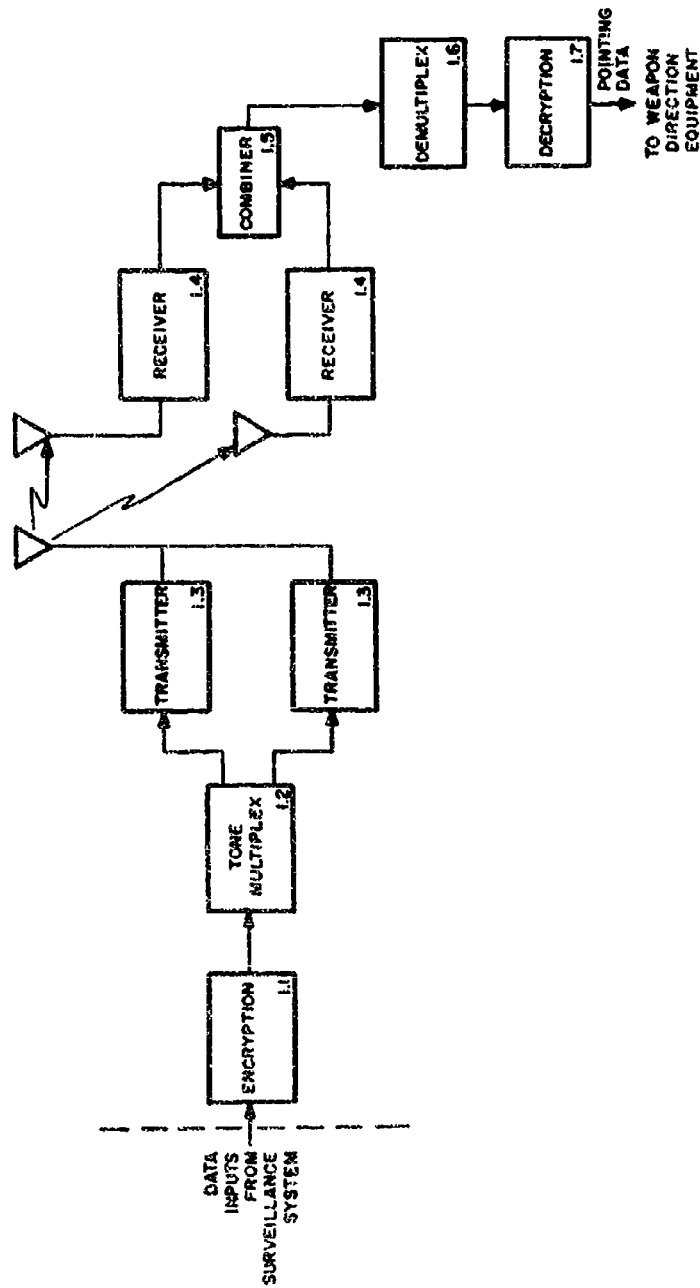 DATA
INPUTS
FROM
SURVEILLANCE
SYSTEM
ENCRYPTION
1.1
TONE
MULTIPLEX
1.2
TRANSMITTER
1.3
TRANSMITTER
1.3
RECEIVER
1.4
RECEIVER
1.4
COMBINER
1.5
DEMULTIPLEX
1.6
DECRYPTION
1.7
POINTING
DATA
TO WEAPON
DIRECTION
EQUIPMENT